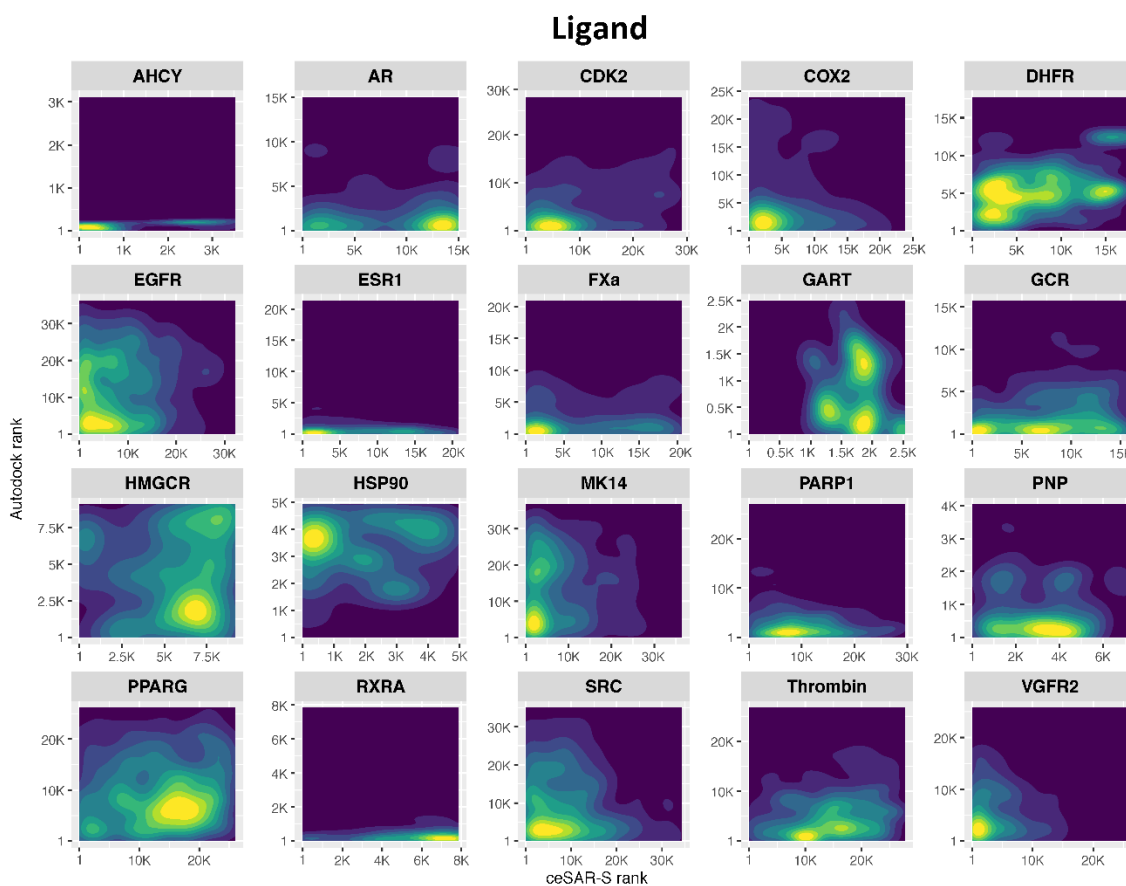 Ligand
AHCY AR CDK2 COX2 DHFR
3K
2K
1K
1
1 1K 2K 3K
15K
10K
5K
1
1 5K 10K 15K
30K
20K
10K
1
1 10K 20K 30K
25K
20K
15K
10K
5K
1
1 5K 10K 15K 20K 25K
15K
10K
5K
1
1 5K 10K 15K
EGFR ESR1 FXa GART GCR
30K
20K
10K
1
1 10K 20K 30K
20K
15K
10K
5K
1
1 5K 10K 15K 20K
20K
15K
10K
5K
1
1 5K 10K 15K 20K
2.5K
2K
1.5K
1K
0.5K
1
1 0.5K 1K 1.5K 2K 2.5K
15K
10K
5K
1
1 5K 10K 15K
Autodock rank
HMGCR HSP90 MK14 PARP1 PNP
7.5K
5K
2.5K
1
1 2.5K 5K 7.5K
5K
4K
3K
2K
1K
1
1 1K 2K 3K 4K 5K
30K
20K
10K
1
1 10K 20K 30K
20K
10K
1
1 10K 20K 30K
4K
3K
2K
1K
1
1 2K 4K 6K
PPARG RXRA SRC Thrombin VGFR2
20K
10K
1
1 10K 20K
8K
6K
4K
2K
1
1 2K 4K 6K 8K
30K
20K
10K
1
1 10K 20K 30K
20K
10K
1
1 10K 20K
20K
10K
1
1 10K 20K
ceSAR-S rank